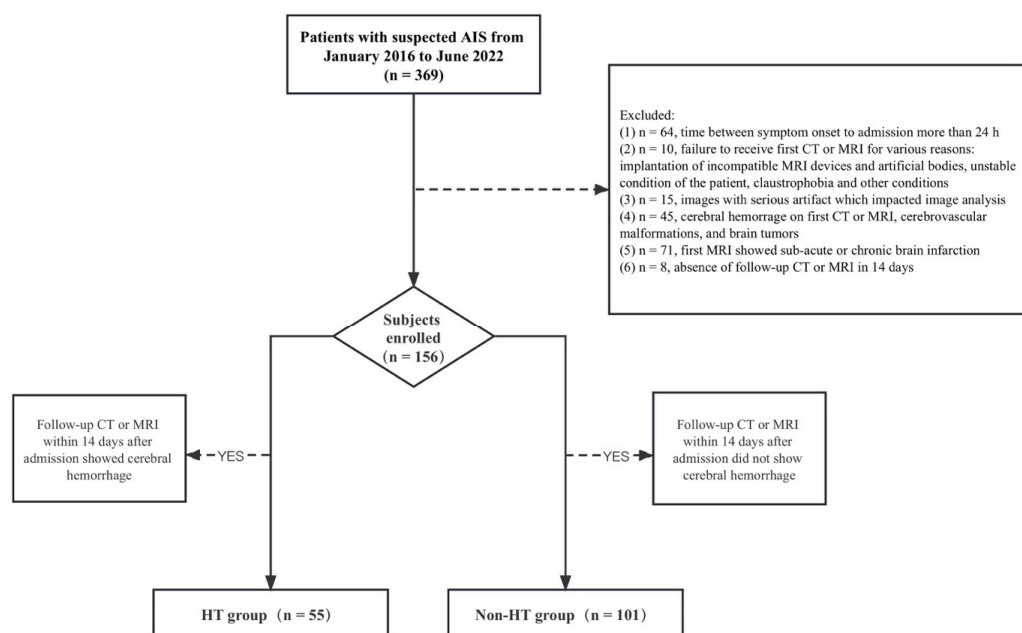 Patients with suspected AIS from
January 2016 to June 2022
(n = 369)
Excluded:
(1) n = 64, time between symptom onset to admission more than 24 h
(2) n = 10, failure to receive first CT or MRI for various reasons:
implantation of incompatible MRI devices and artificial bodies, unstable
condition of the patient, claustrophobia and other conditions
(3) n = 15, images with serious artifact which impacted image analysis
(4) n = 45, cerebral hemorrhage on first CT or MRI, cerebrovascular
malformations, and brain tumors
(5) n = 71, first MRI showed sub-acute or chronic brain infarction
(6) n = 8, absence of follow-up CT or MRI in 14 days
Subjects
enrolled
(n = 156)
Follow-up CT or MRI
within 14 days after
admission showed cerebral
hemorrhage
YES
YES
Follow-up CT or MRI
within 14 days after
admission did not show
cerebral hemorrhage
HT group (n = 55)
Non-HT group (n = 101)